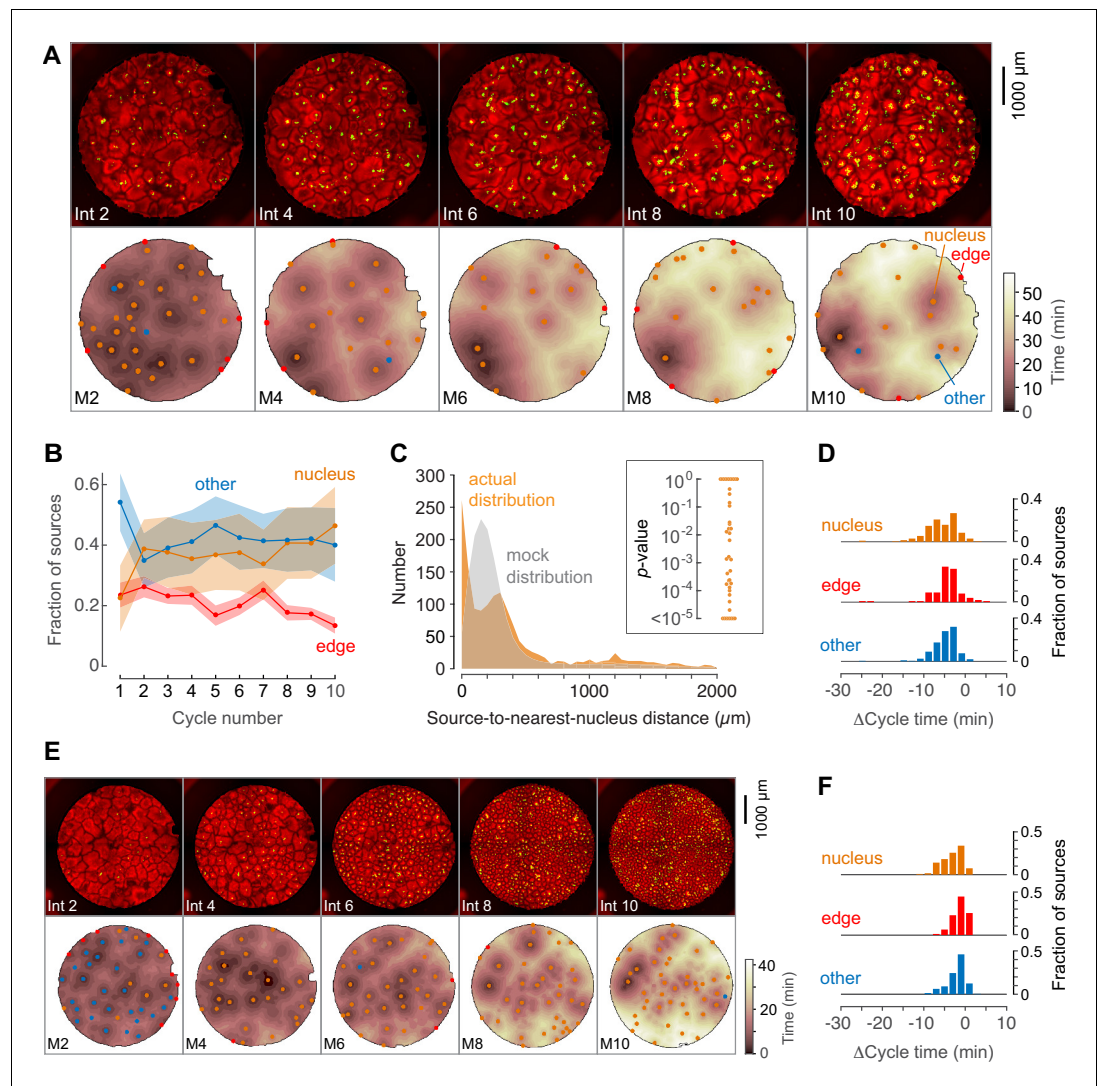 A
Int 2
Int 4
Int 6
Int 8
Int 10
1000 µm
M2
M4
M6
M8
M10
nucleus
edge
other
50
40
30
20
10
0
Time (min)
B
0.6
0.4
0.2
0
Fraction of sources
other
nucleus
edge
1 2 3 4 5 6 7 8 9 10
Cycle number
C
300
250
200
150
100
50
0
Number
actual
distribution
mock
distribution
10^0
10^-1
10^-2
10^-3
10^-4
<10^-5
p-value
0 1000 2000
Source-to-nearest-nucleus distance (µm)
D
nucleus
0.4
0
edge
0.4
0
other
0.4
0
Fraction of sources
-30 -20 -10 0 10
ΔCycle time (min)
E
Int 2
Int 4
Int 6
Int 8
Int 10
1000 µm
M2
M4
M6
M8
M10
40
20
0
Time (min)
F
nucleus
0.5
0
edge
0.5
0
other
0.5
0
Fraction of sources
-30 -20 -10 0 10
ΔCycle time (min)